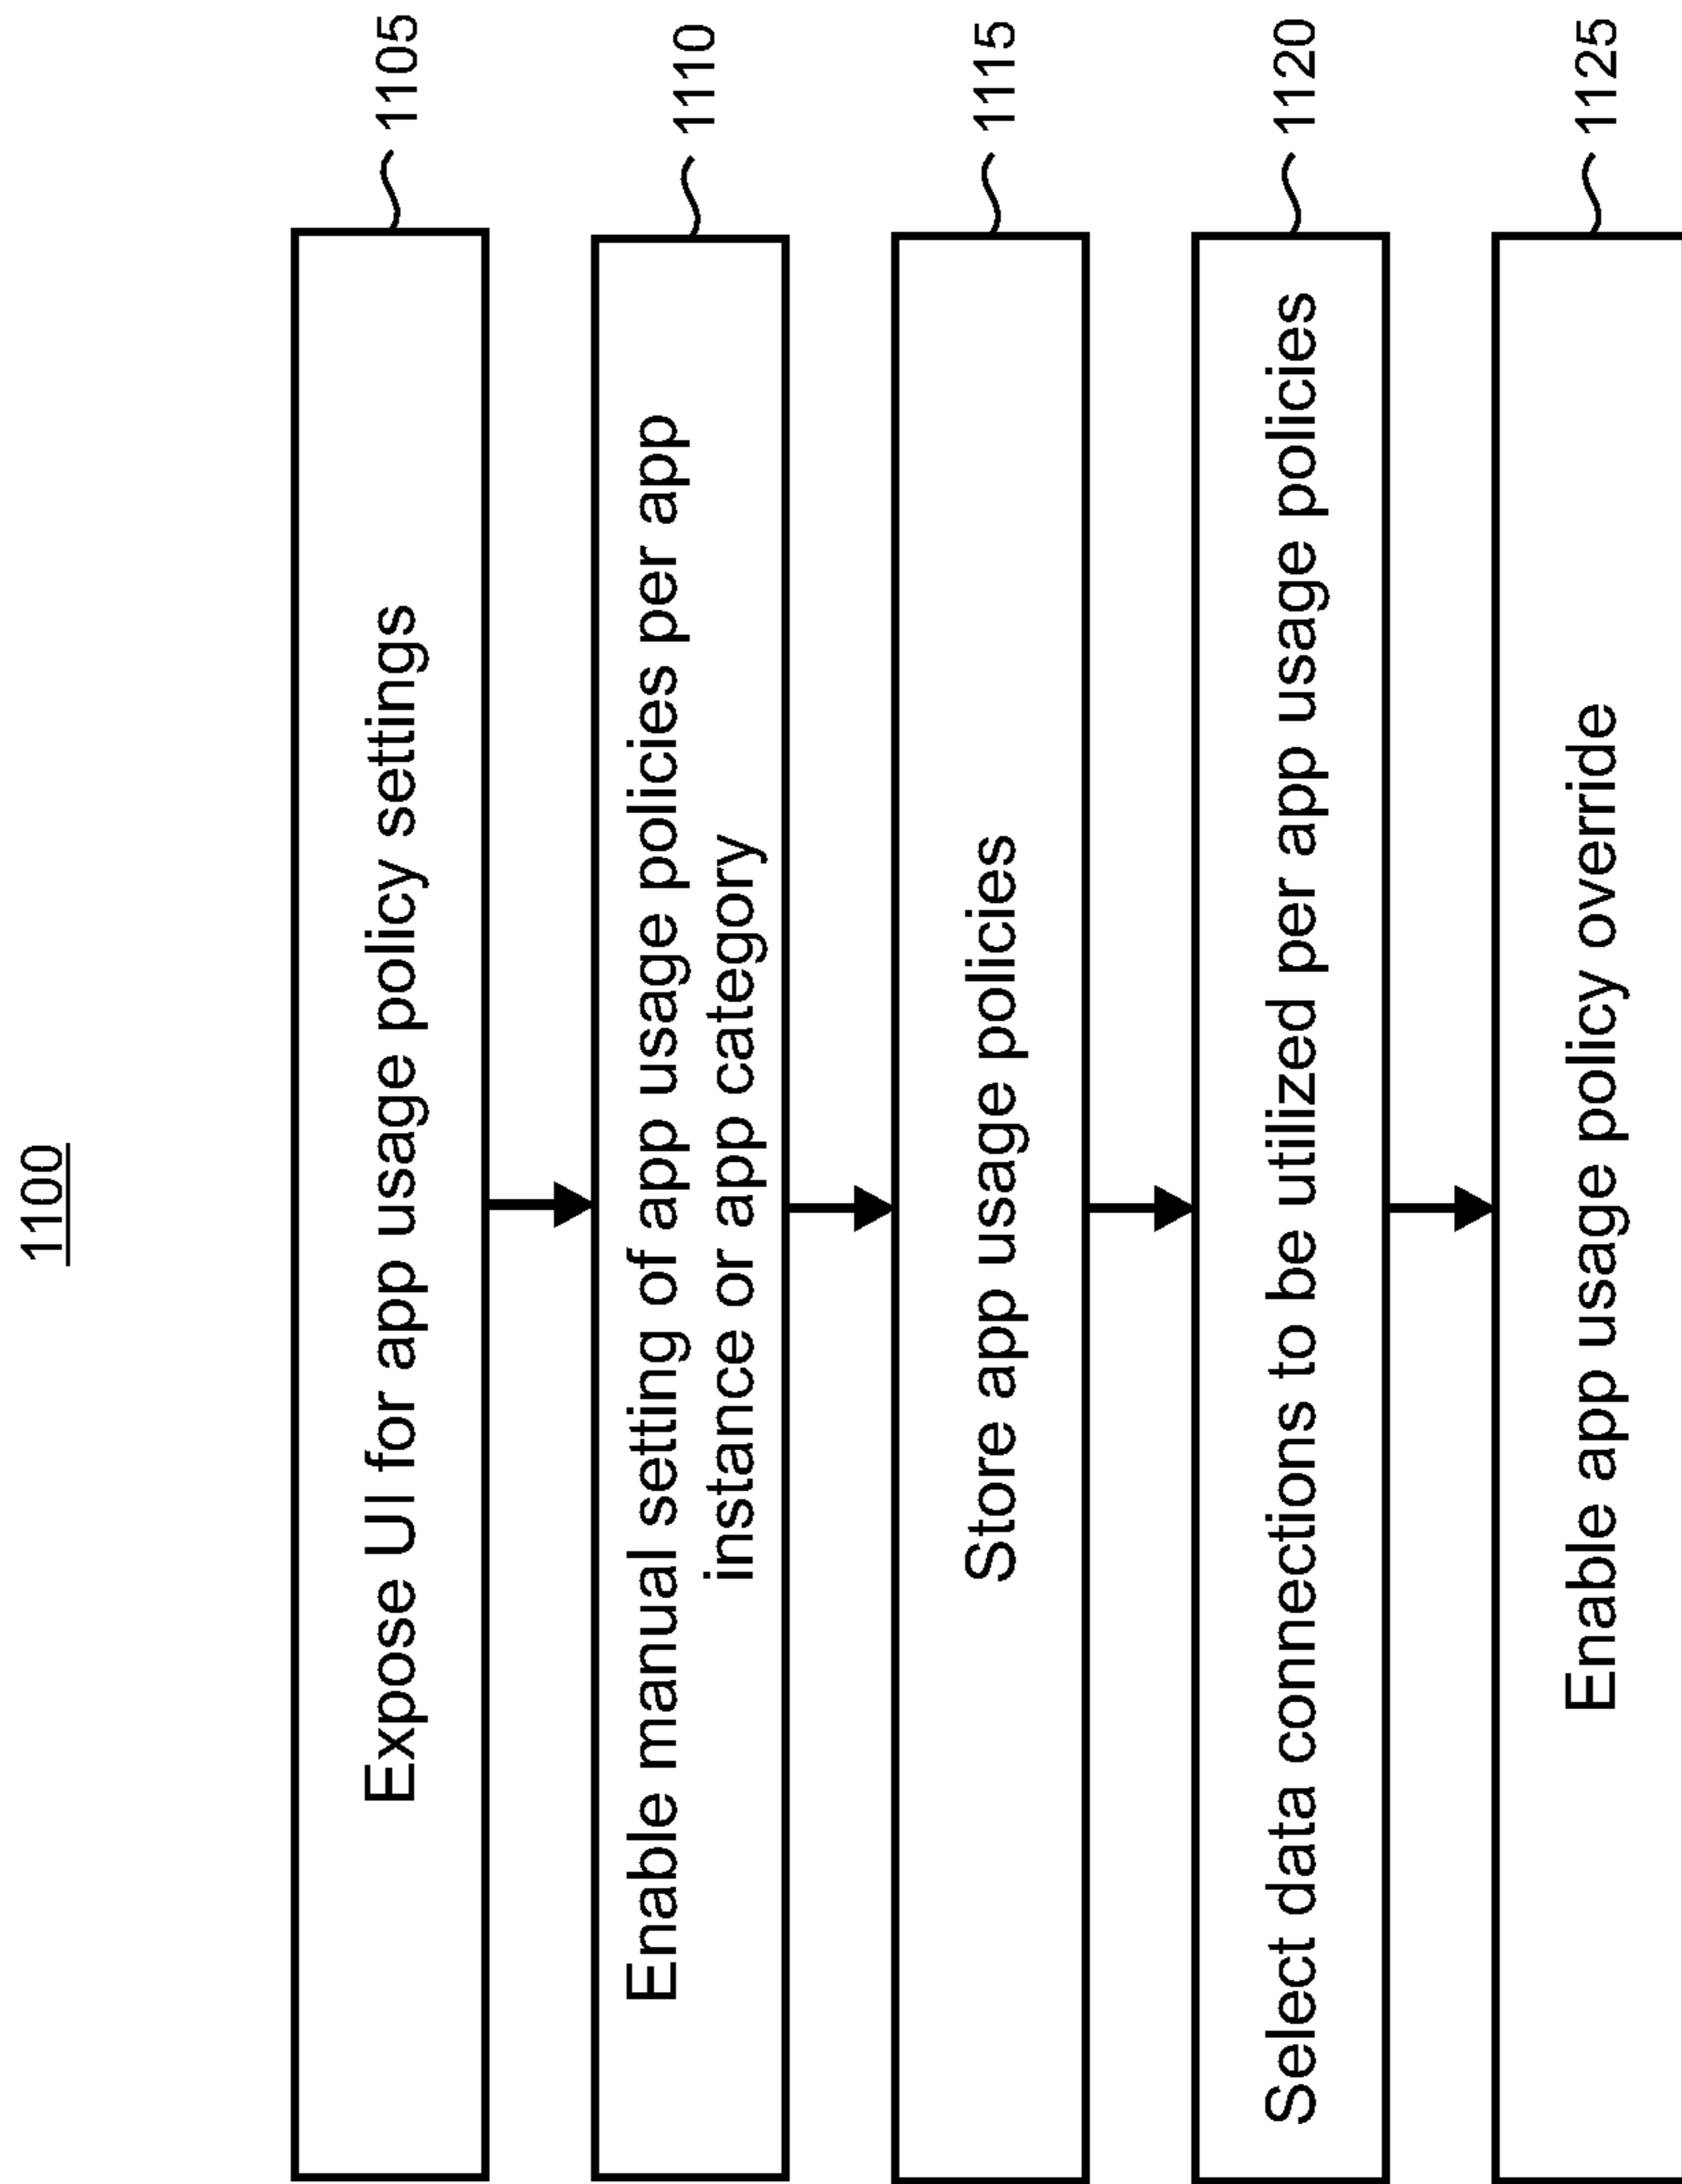 1100
Expose UI for app usage policy settings
1105
Enable manual setting of app usage policies per app
instance or app category
1110
Store app usage policies
1115
Select data connections to be utilized per app usage policies
1120
Enable app usage policy override
1125